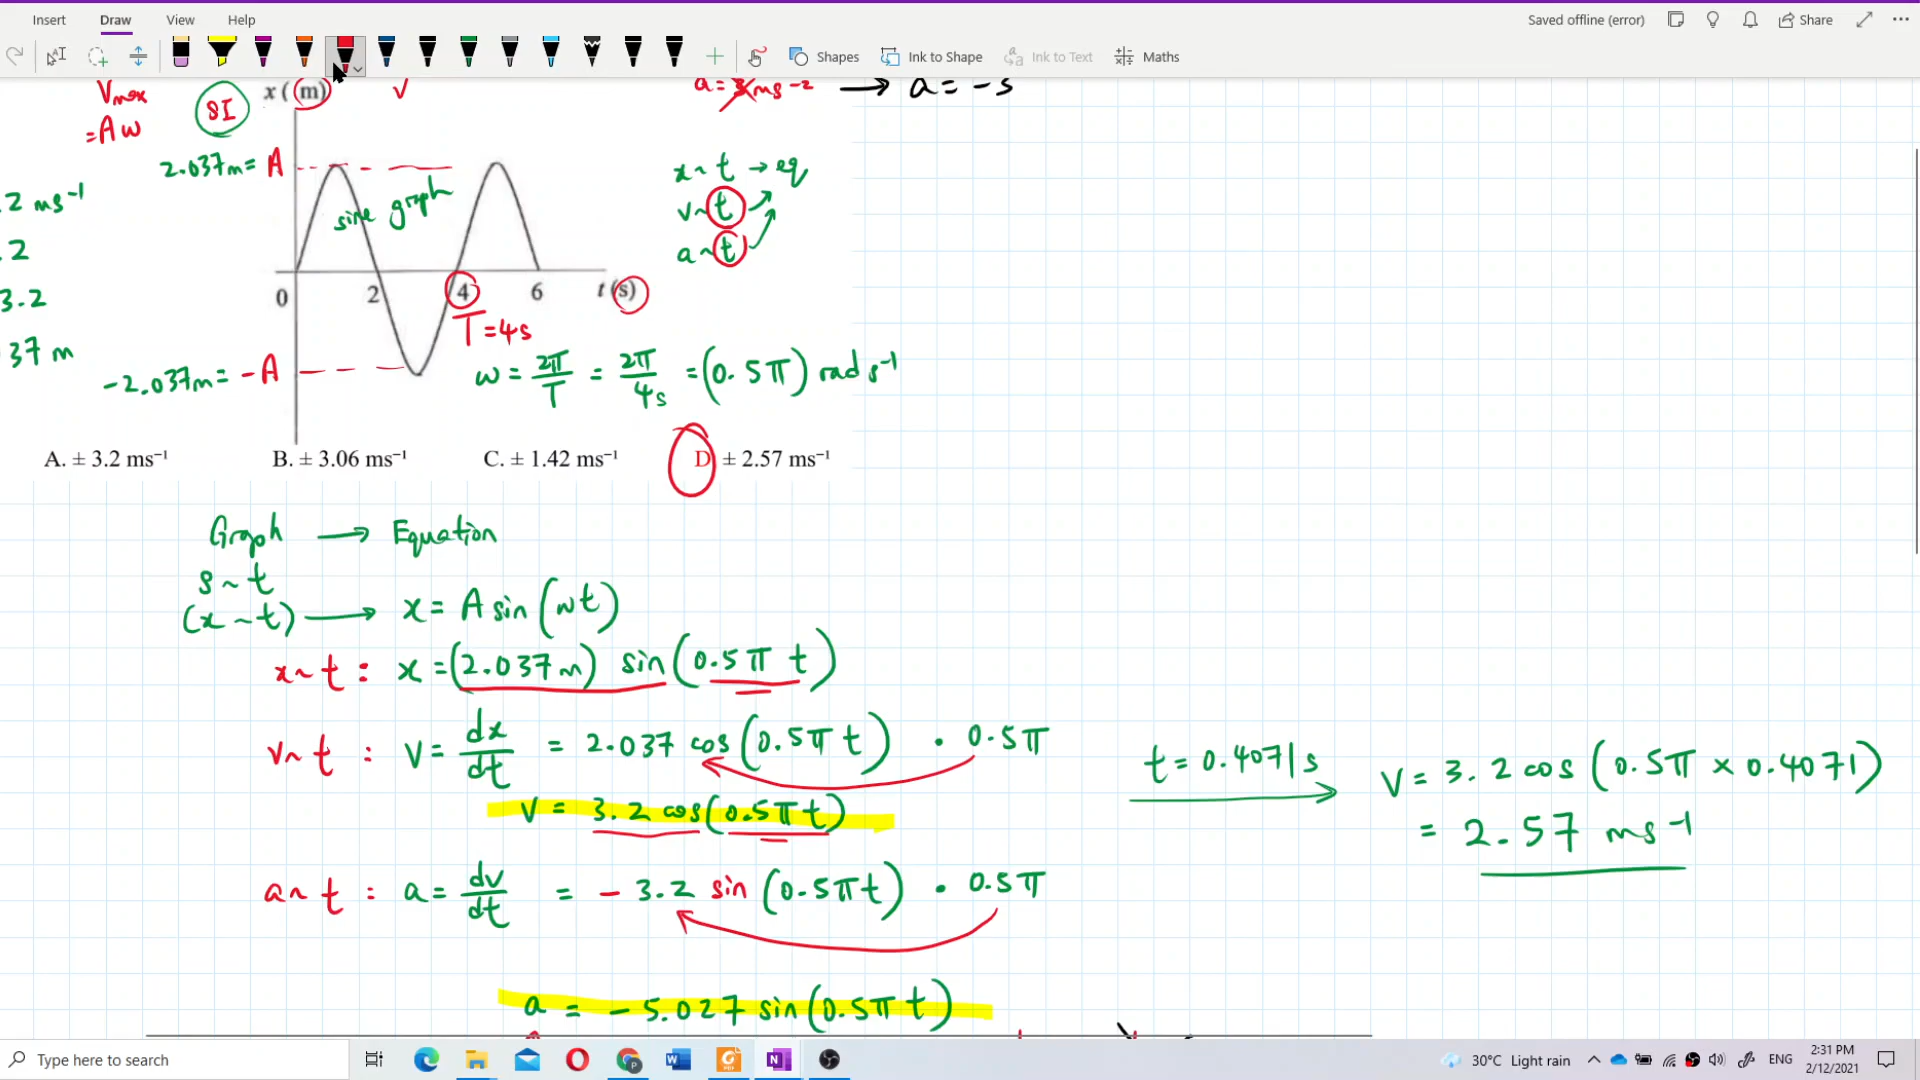 Insert Draw View Help
Saved offline (error) Share
Shapes Ink to Shape Ink to Text Maths
Vmax
= Aω
SI
x (m)
v
2.037m = A
sine graph
0 2 4 6 t (s)
T = 4s
-2.037m = -A
ω = 2π/T = 2π/4s = (0.5π) rad s⁻¹
.2 ms⁻¹
.2
3.2
37 m
a = 3 ms⁻² → a = -s
x ~ t → eq
v ~ t
a ~ t
A. ± 3.2 ms⁻¹ B. ± 3.06 ms⁻¹ C. ± 1.42 ms⁻¹ D ± 2.57 ms⁻¹
Graph → Equation
s ~ t
(x ~ t) → x = A sin (ωt)
x ~ t : x = (2.037m) sin (0.5π t)
v ~ t : v = dx/dt = 2.037 cos (0.5π t) · 0.5π
v = 3.2 cos (0.5π t)
t = 0.4071s
v = 3.2 cos (0.5π × 0.4071)
= 2.57 ms⁻¹
a ~ t : a = dv/dt = - 3.2 sin (0.5πt) · 0.5π
a = - 5.027 sin (0.5π t)
Type here to search
30°C Light rain ENG 2:31 PM
2/12/2021